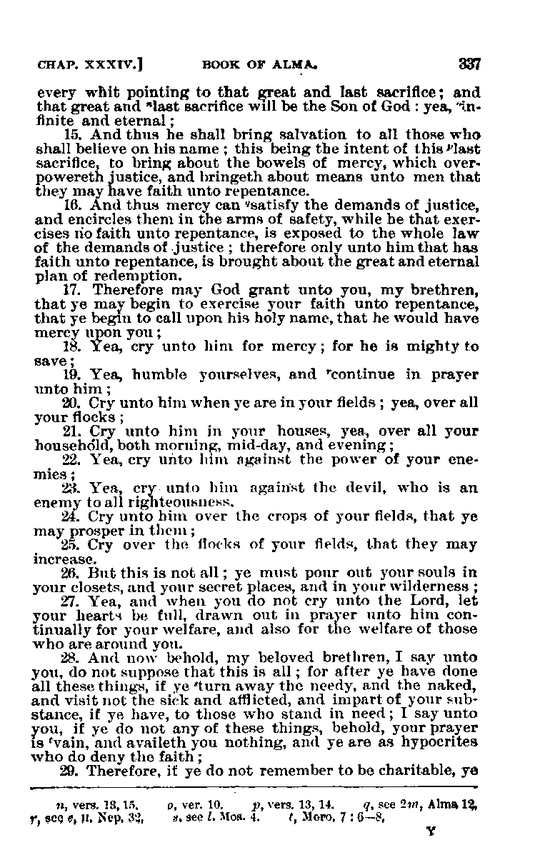 CHAP. XXXIV.] BOOK OF ALMA. 337
every whit pointing to that great and last sacrifice; and
that great and ⁿlast sacrifice will be the Son of God: yea, ᵒin-
finite and eternal;
15. And thus he shall bring salvation to all those who
shall believe on his name; this being the intent of this ᵖlast
sacrifice, to bring about the bowels of mercy, which over-
powereth justice, and bringeth about means unto men that
they may have faith unto repentance.
16. And thus mercy can qsatisfy the demands of justice,
and encircles them in the arms of safety, while he that exer-
cises no faith unto repentance, is exposed to the whole law
of the demands of justice; therefore only unto him that has
faith unto repentance, is brought about the great and eternal
plan of redemption.
17. Therefore may God grant unto you, my brethren,
that ye may begin to exercise your faith unto repentance,
that ye begin to call upon his holy name, that he would have
mercy upon you;
18. Yea, cry unto him for mercy; for he is mighty to
save;
19. Yea, humble yourselves, and ʳcontinue in prayer
unto him;
20. Cry unto him when ye are in your fields; yea, over all
your flocks;
21. Cry unto him in your houses, yea, over all your
household, both morning, mid-day, and evening;
22. Yea, cry unto him against the power of your ene-
mies;
23. Yea, cry unto him against the devil, who is an
enemy to all righteousness.
24. Cry unto him over the crops of your fields, that ye
may prosper in them;
25. Cry over the flocks of your fields, that they may
increase.
26. But this is not all; ye must pour out your souls in
your closets, and your secret places, and in your wilderness;
27. Yea, and when you do not cry unto the Lord, let
your hearts be full, drawn out in prayer unto him con-
tinually for your welfare, and also for the welfare of those
who are around you.
28. And now behold, my beloved brethren, I say unto
you, do not suppose that this is all; for after ye have done
all these things, if ye ˢturn away the needy, and the naked,
and visit not the sick and afflicted, and impart of your sub-
stance, if ye have, to those who stand in need; I say unto
you, if ye do not any of these things, behold, your prayer
is ᵗvain, and availeth you nothing, and ye are as hypocrites
who do deny the faith;
29. Therefore, if ye do not remember to be charitable, ye
n, vers. 13, 15. o, ver. 10. p, vers. 13, 14. q, see 2m, Alma 12,
r, see e, II. Nep. 32, s, see l, Mos. 4. t, Moro. 7: 6—8,
Y